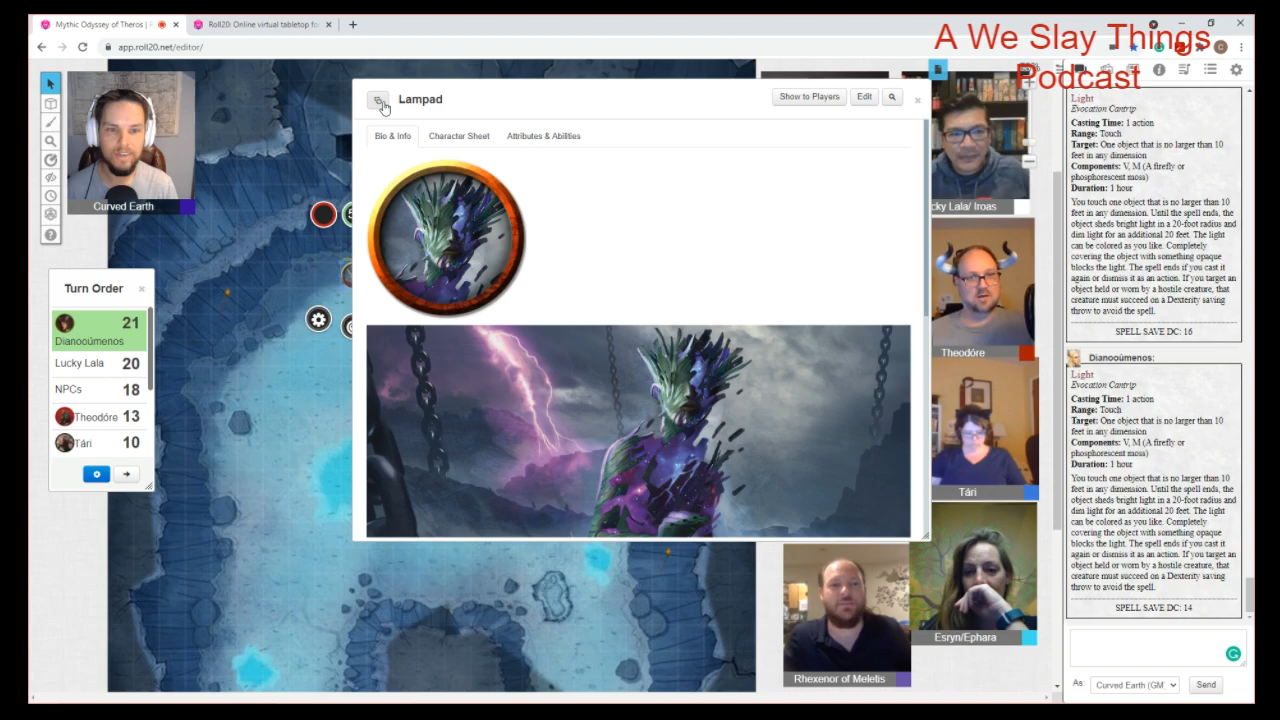 Mythic Odyssey of Theros |
Roll20: Online virtual tabletop fo
app.roll20.net/editor/
A We Slay Things
Podcast
Curved Earth
Turn Order
21
Dianooúmenos
Lucky Lala 20
NPCs 18
Theodóre 13
Tári 10
Lampad
Show to Players
Edit
Bio & Info
Character Sheet
Attributes & Abilities
cky Lala/ Iroas
Theodóre
Tári
Esryn/Ephara
Rhexenor of Meletis
Light
Evocation Cantrip
Casting Time: 1 action
Range: Touch
Target: One object that is no larger than 10
feet in any dimension
Components: V, M (A firefly or
phosphorescent moss)
Duration: 1 hour
You touch one object that is no larger than 10
feet in any dimension. Until the spell ends, the
object sheds bright light in a 20-foot radius and
dim light for an additional 20 feet. The light
can be colored as you like. Completely
covering the object with something opaque
blocks the light. The spell ends if you cast it
again or dismiss it as an action. If you target an
object held or worn by a hostile creature, that
creature must succeed on a Dexterity saving
throw to avoid the spell.
SPELL SAVE DC: 16
Dianooúmenos:
Light
Evocation Cantrip
Casting Time: 1 action
Range: Touch
Target: One object that is no larger than 10
feet in any dimension
Components: V, M (A firefly or
phosphorescent moss)
Duration: 1 hour
You touch one object that is no larger than 10
feet in any dimension. Until the spell ends, the
object sheds bright light in a 20-foot radius and
dim light for an additional 20 feet. The light
can be colored as you like. Completely
covering the object with something opaque
blocks the light. The spell ends if you cast it
again or dismiss it as an action. If you target an
object held or worn by a hostile creature, that
creature must succeed on a Dexterity saving
throw to avoid the spell.
SPELL SAVE DC: 14
As:
Curved Earth (GM)
Send